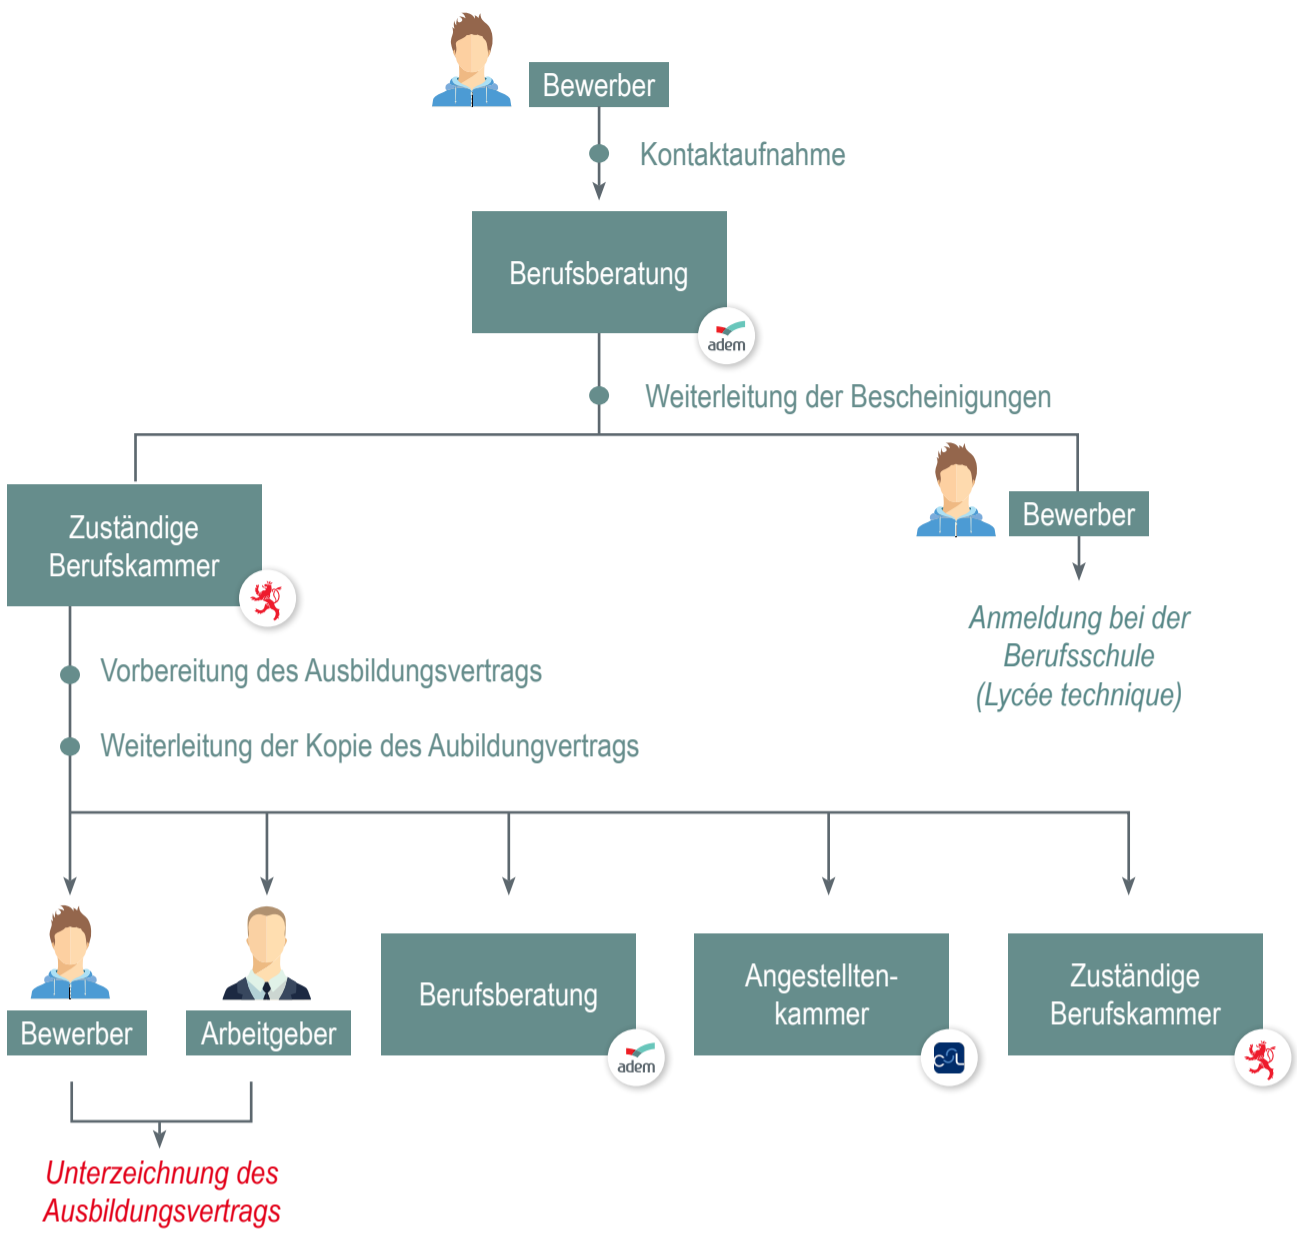 Bewerber
Kontaktaufnahme
Berufsberatung
adem
Weiterleitung der Bescheinigungen
Zuständige
Berufskammer
Bewerber
Anmeldung bei der
Berufsschule
(Lycée technique)
Vorbereitung des Ausbildungsvertrags
Weiterleitung der Kopie des Aubildungvertrags
Bewerber
Arbeitgeber
Berufsberatung
adem
Angestellten-
kammer
CSL
Zuständige
Berufskammer
Unterzeichnung des
Ausbildungsvertrags